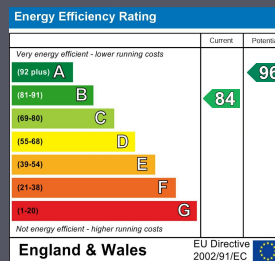 Energy Efficiency Rating
Current
Very energy efficient - lower running costs
(92 plus) A
96
(81-91) B
84
(69-80) C
(55-68) D
(39-54) E
(21-38) F
(1-20) G
Not energy efficient - higher running costs
England & Wales
EU Directive
2002/91/EC